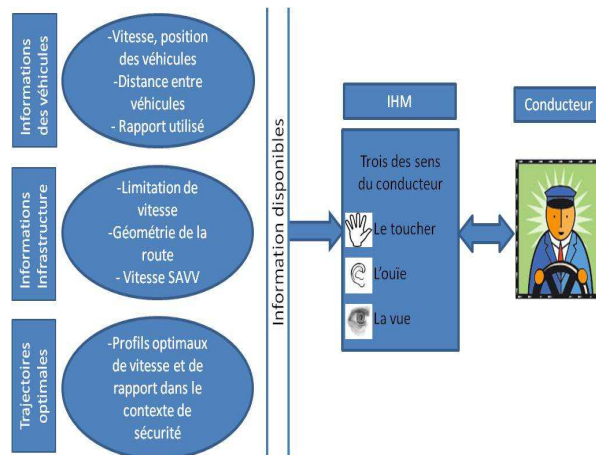 Informations
des véhicules
-Vitesse, position
des véhicules
-Distance entre
véhicules
- Rapport utilisé
Informations
Infrastructure
-Limitation de
vitesse
-Géométrie de la
route
- Vitesse SAVV
Trajectoires
optimales
-Profils optimaux
de vitesse et de
rapport dans le
contexte de
sécurité
Information disponibles
IHM
Trois des sens
du conducteur
Le toucher
L'ouïe
La vue
Conducteur